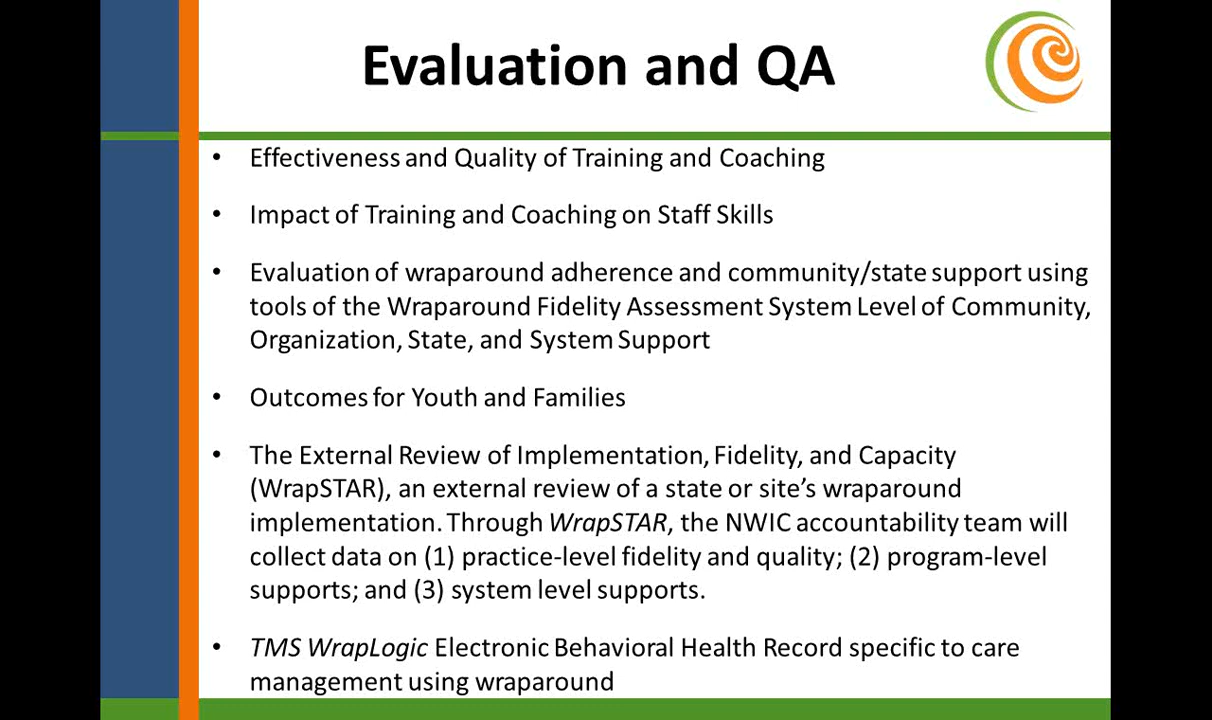 Evaluation and QA
• Effectiveness and Quality of Training and Coaching
• Impact of Training and Coaching on Staff Skills
• Evaluation of wraparound adherence and community/state support using
tools of the Wraparound Fidelity Assessment System Level of Community,
Organization, State, and System Support
• Outcomes for Youth and Families
• The External Review of Implementation, Fidelity, and Capacity
(WrapSTAR), an external review of a state or site's wraparound
implementation. Through WrapSTAR, the NWIC accountability team will
collect data on (1) practice-level fidelity and quality; (2) program-level
supports; and (3) system level supports.
• TMS WrapLogic Electronic Behavioral Health Record specific to care
management using wraparound